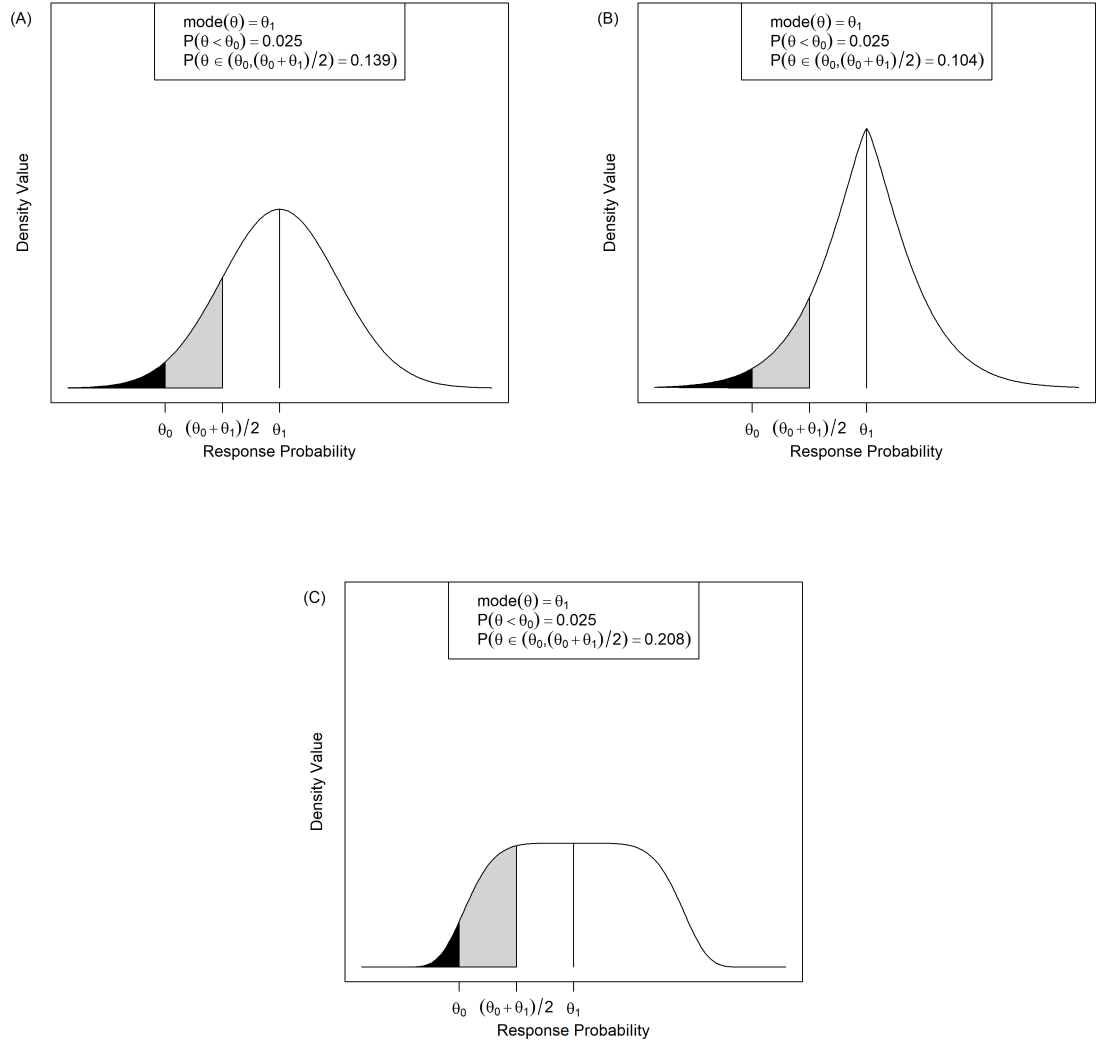 (A)
mode(θ) = θ₁
P(θ < θ₀) = 0.025
P(θ ∈ (θ₀,(θ₀ + θ₁)/2) = 0.139)
Density Value
θ₀ (θ₀ + θ₁)/2 θ₁
Response Probability
(B)
mode(θ) = θ₁
P(θ < θ₀) = 0.025
P(θ ∈ (θ₀,(θ₀ + θ₁)/2) = 0.104)
Density Value
θ₀ (θ₀ + θ₁)/2 θ₁
Response Probability
(C)
mode(θ) = θ₁
P(θ < θ₀) = 0.025
P(θ ∈ (θ₀,(θ₀ + θ₁)/2) = 0.208)
Density Value
θ₀ (θ₀ + θ₁)/2 θ₁
Response Probability